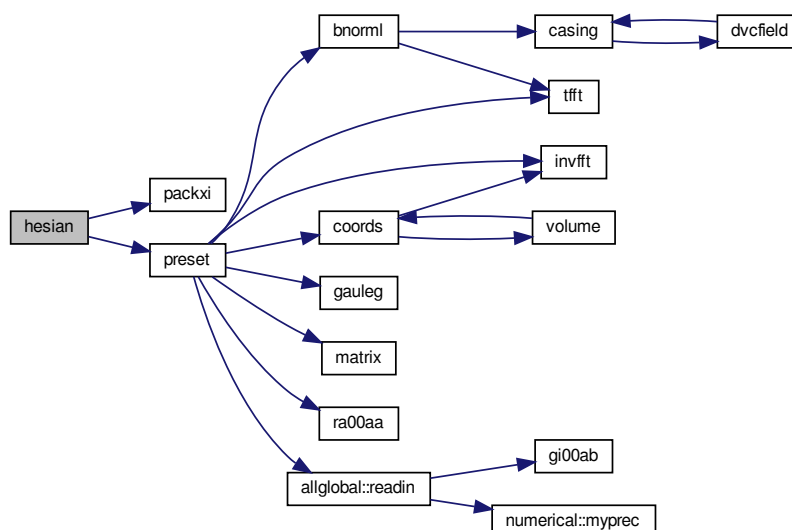 hesian
packxi
preset
bnorml
casing
dvcfield
tfft
invfft
coords
volume
gauleg
matrix
ra00aa
allglobal::readin
gi00ab
numerical::myprec